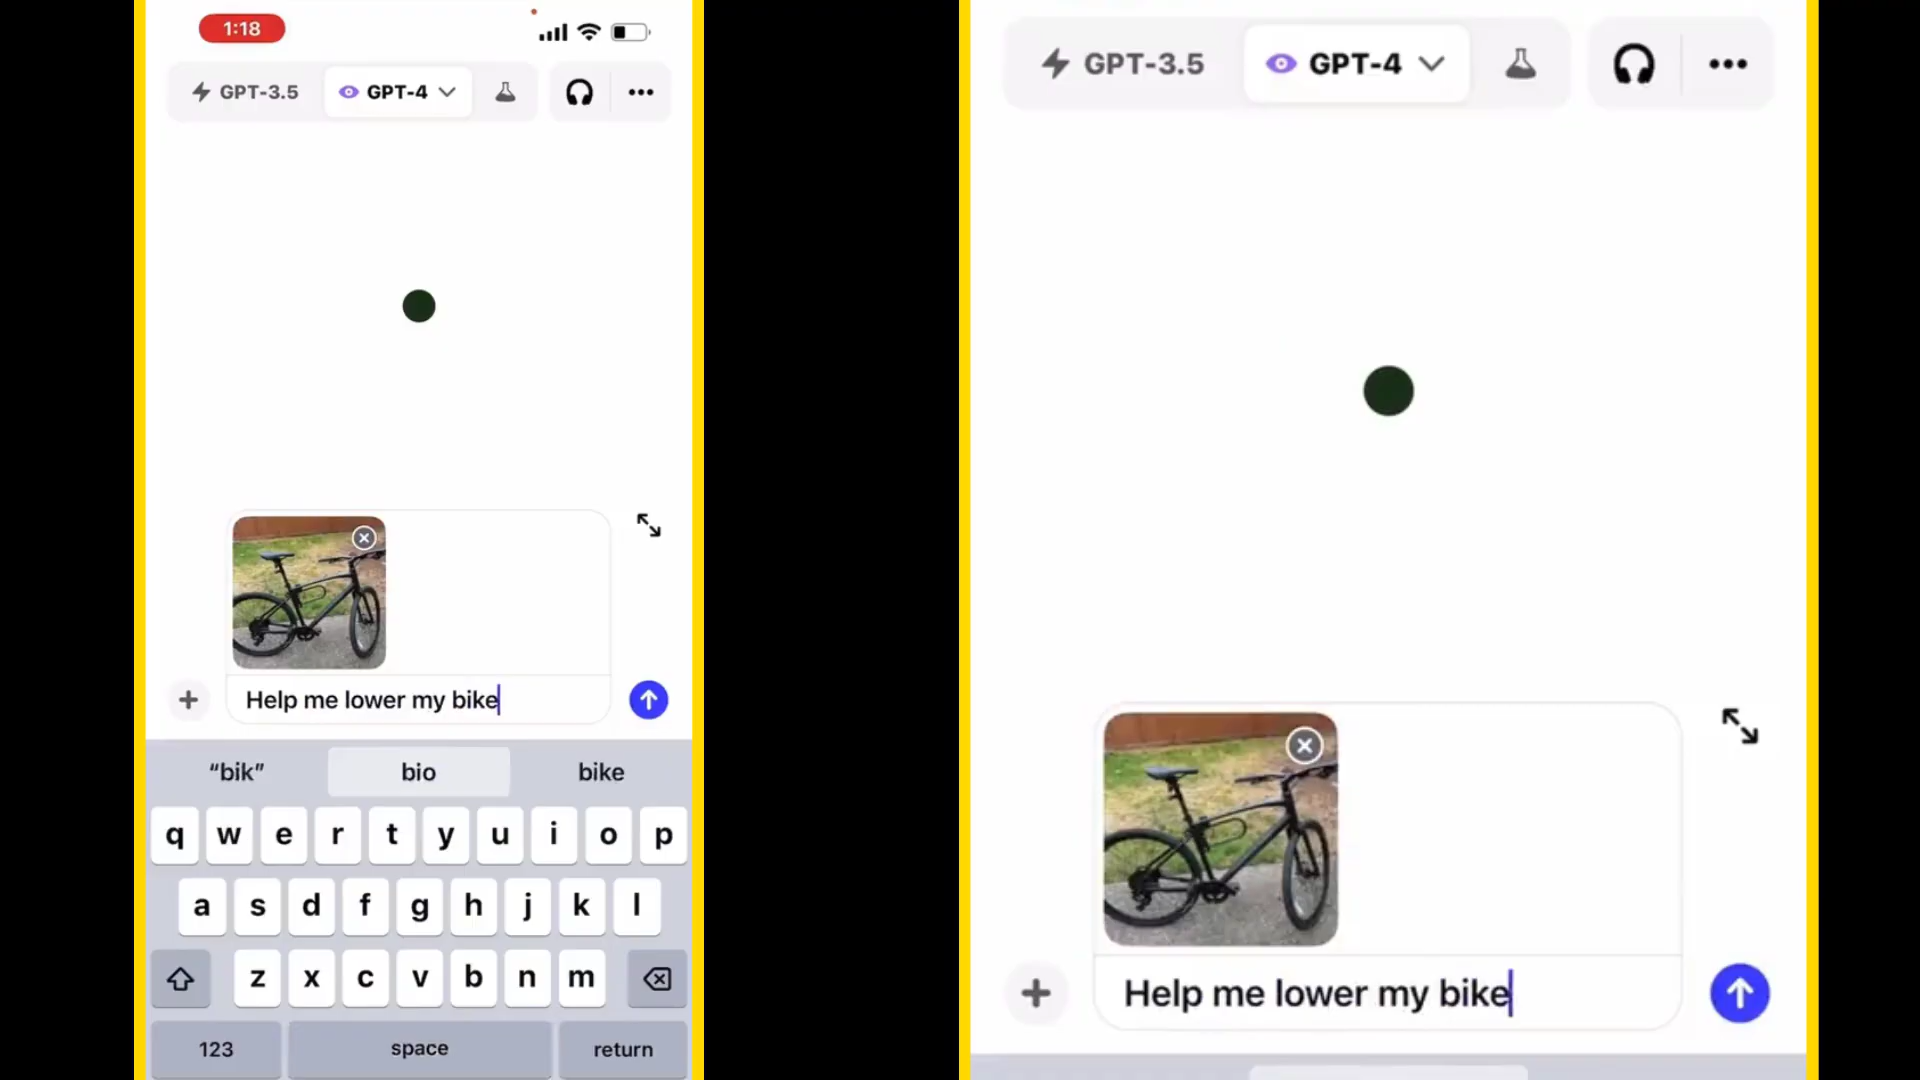 1:18
GPT-3.5 GPT-4
Help me lower my bike
“bik” bio bike
q w e r t y u i o p
a s d f g h j k l
z x c v b n m
123 space return
GPT-3.5 GPT-4
Help me lower my bike